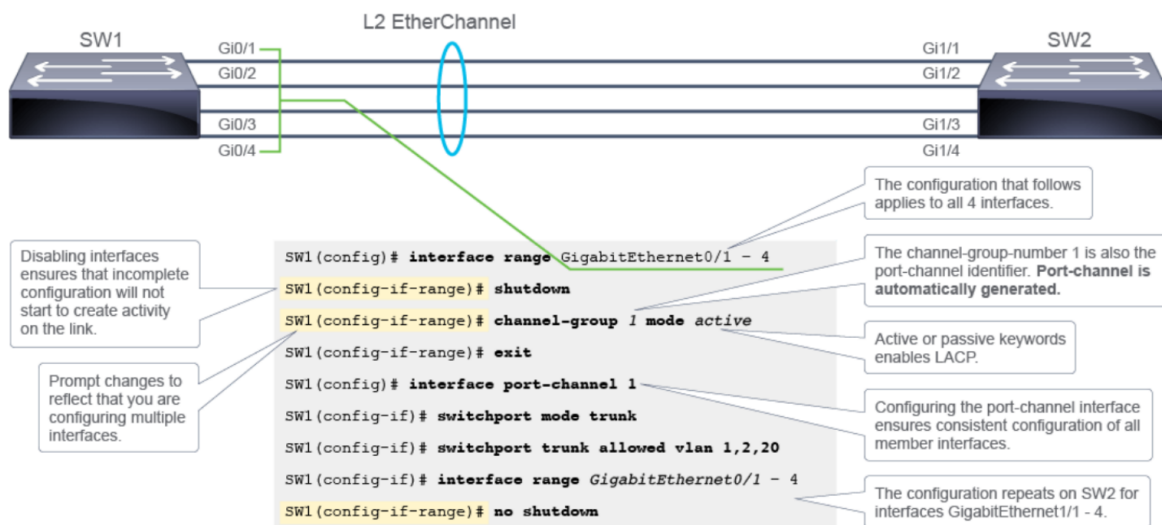 L2 EtherChannel
SW1
SW2
Gi0/1
Gi0/2
Gi0/3
Gi0/4
Gi1/1
Gi1/2
Gi1/3
Gi1/4
The configuration that follows
applies to all 4 interfaces.
Disabling interfaces
ensures that incomplete
configuration will not
start to create activity
on the link.
Prompt changes to
reflect that you are
configuring multiple
interfaces.
SW1(config)# interface range GigabitEthernet0/1 - 4
SW1(config-if-range)# shutdown
SW1(config-if-range)# channel-group 1 mode active
SW1(config-if-range)# exit
SW1(config)# interface port-channel 1
SW1(config-if)# switchport mode trunk
SW1(config-if)# switchport trunk allowed vlan 1,2,20
SW1(config-if)# interface range GigabitEthernet0/1 - 4
SW1(config-if-range)# no shutdown
The channel-group-number 1 is also the
port-channel identifier. Port-channel is
automatically generated.
Active or passive keywords
enables LACP.
Configuring the port-channel interface
ensures consistent configuration of all
member interfaces.
The configuration repeats on SW2 for
interfaces GigabitEthernet1/1 - 4.